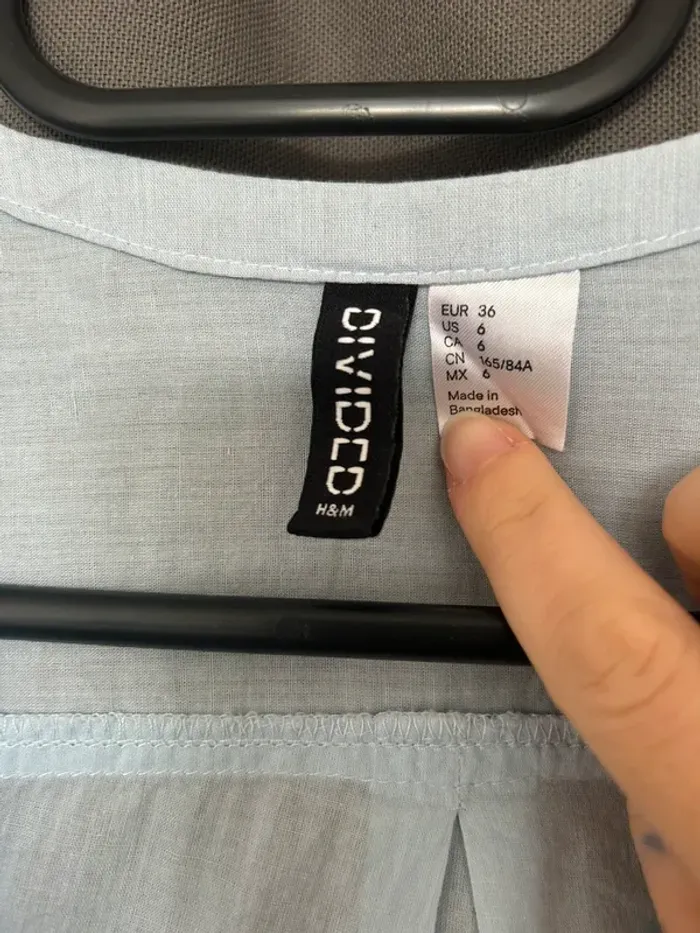 DIVIDED
H&M
EUR 36
US 6
CA 6
CN 165/84A
MX 6
Made in
Bangladesh